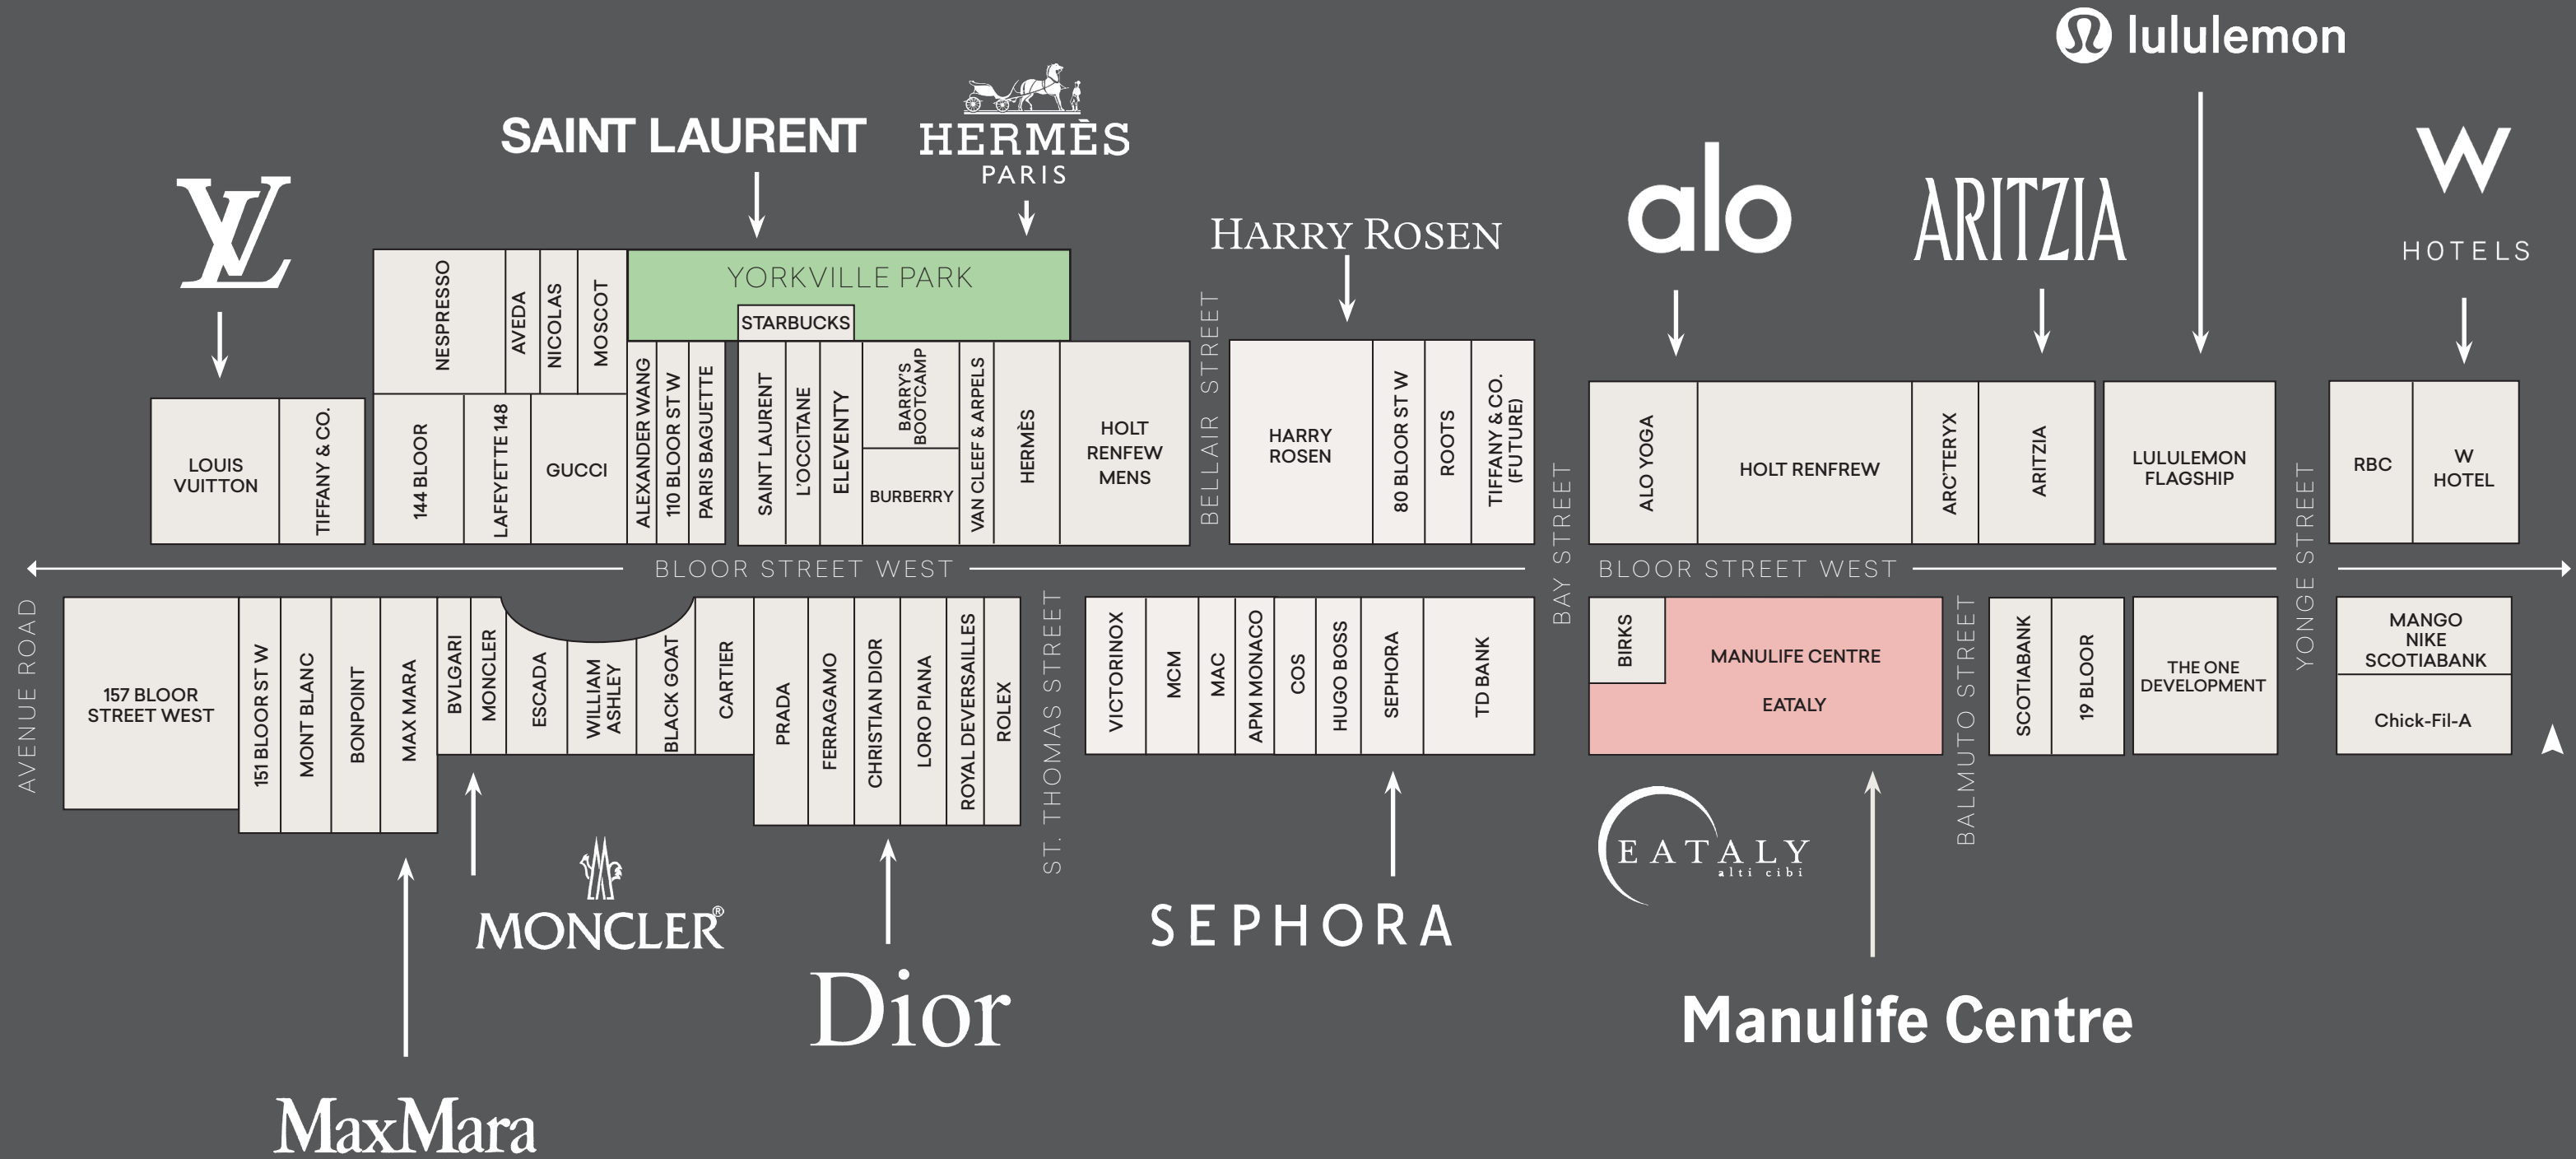 lululemon
SAINT LAURENT
HERMÈS
PARIS
LV
HARRY ROSEN
alo
ARITZIA
W
HOTELS
NESPRESSO
AVEDA
NICOLAS
MOSCOT
YORKVILLE PARK
STARBUCKS
LOUIS
VUITTON
TIFFANY & CO.
144 BLOOR
LAFEYETTE 148
GUCCI
ALEXANDER WANG
110 BLOOR ST W
PARIS BAGUETTE
SAINT LAURENT
L'OCCITANE
ELEVENTY
BARRY'S
BOOTCAMP
BURBERRY
VAN CLEEF & ARPELS
HERMÈS
HOLT
RENFEW
MENS
BELLAIR STREET
HARRY
ROSEN
80 BLOOR ST W
ROOTS
TIFFANY & CO.
(FUTURE)
BAY STREET
ALO YOGA
HOLT RENFREW
ARC'TERYX
ARITZIA
LULULEMON
FLAGSHIP
YONGE STREET
RBC
W
HOTEL
BLOOR STREET WEST
BLOOR STREET WEST
AVENUE ROAD
157 BLOOR
STREET WEST
151 BLOOR ST W
MONT BLANC
BONPOINT
MAX MARA
BVLGARI
MONCLER
ESCADA
WILLIAM
ASHLEY
BLACK GOAT
CARTIER
PRADA
FERRAGAMO
CHRISTIAN DIOR
LORO PIANA
ROYAL DEVERSAILLES
ROLEX
ST. THOMAS STREET
VICTORINOX
MCM
MAC
APM MONACO
COS
HUGO BOSS
SEPHORA
TD BANK
BIRKS
MANULIFE CENTRE
EATALY
BALMUTO STREET
SCOTIABANK
19 BLOOR
THE ONE
DEVELOPMENT
MANGO
NIKE
SCOTIABANK
Chick-Fil-A
MONCLER®
Dior
SEPHORA
EATALY
alti cibi
Manulife Centre
MaxMara